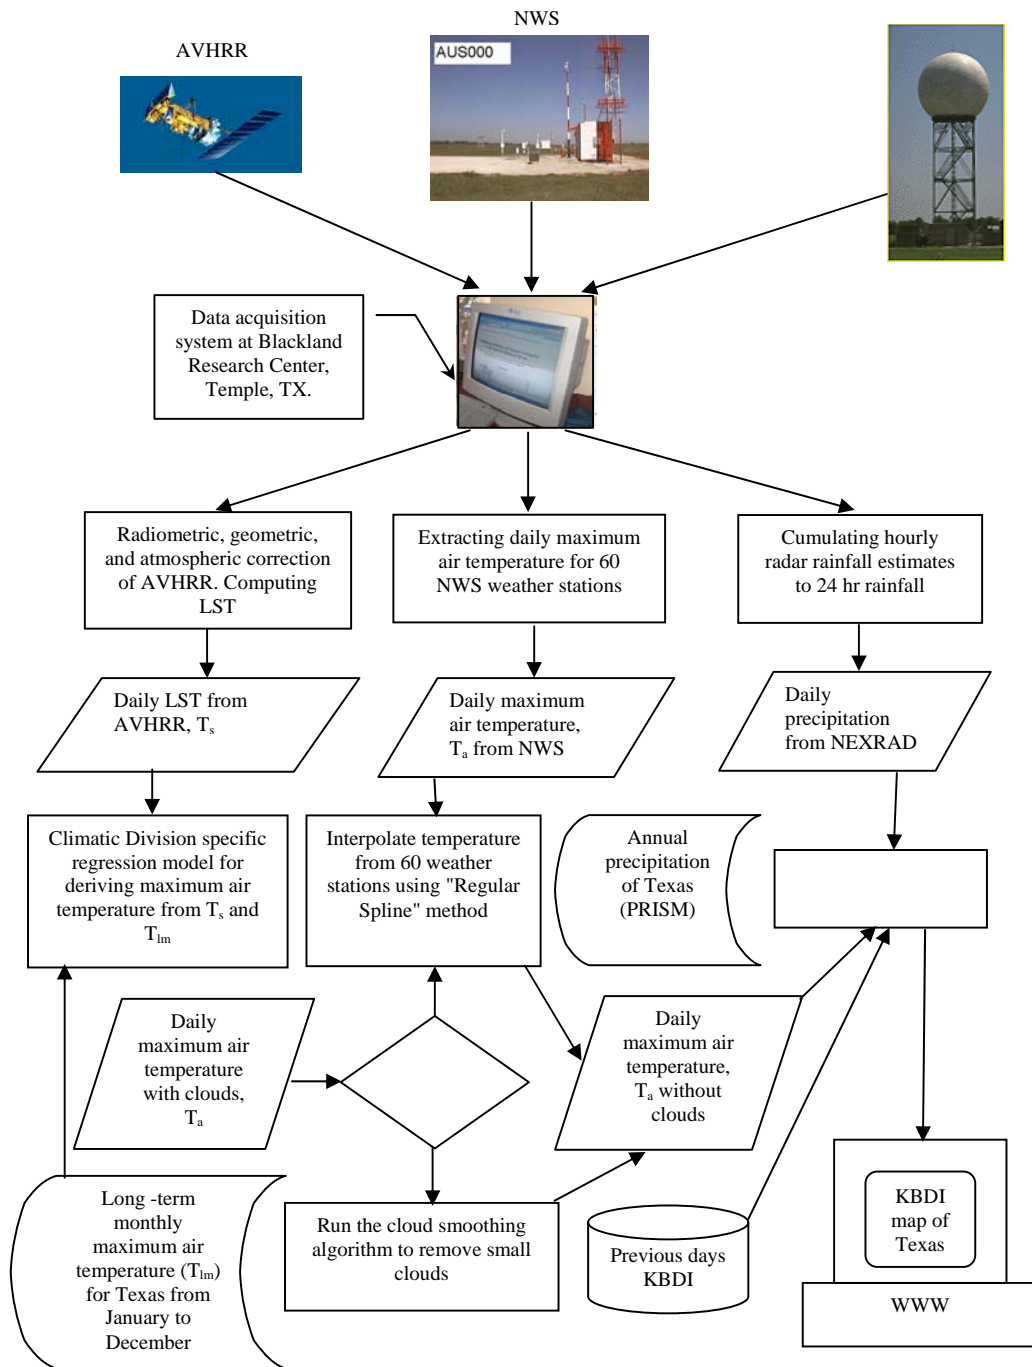 NWS
AVHRR
AUS000
Data acquisition
system at Blackland
Research Center,
Temple, TX.
Radiometric, geometric,
and atmospheric correction
of AVHRR. Computing
LST
Extracting daily maximum
air temperature for 60
NWS weather stations
Cumulating hourly
radar rainfall estimates
to 24 hr rainfall
Daily LST from
AVHRR, Ts
Daily maximum
air temperature,
Ta from NWS
Daily
precipitation
from NEXRAD
Climatic Division specific
regression model for
deriving maximum air
temperature from Ts and
Tlm
Interpolate temperature
from 60 weather
stations using "Regular
Spline" method
Annual
precipitation
of Texas
(PRISM)
Daily
maximum air
temperature
with clouds,
Ta
Daily
maximum air
temperature,
Ta without
clouds
Long -term
monthly
maximum air
temperature (Tlm)
for Texas from
January to
December
Run the cloud smoothing
algorithm to remove small
clouds
Previous days
KBDI
KBDI
map of
Texas
WWW